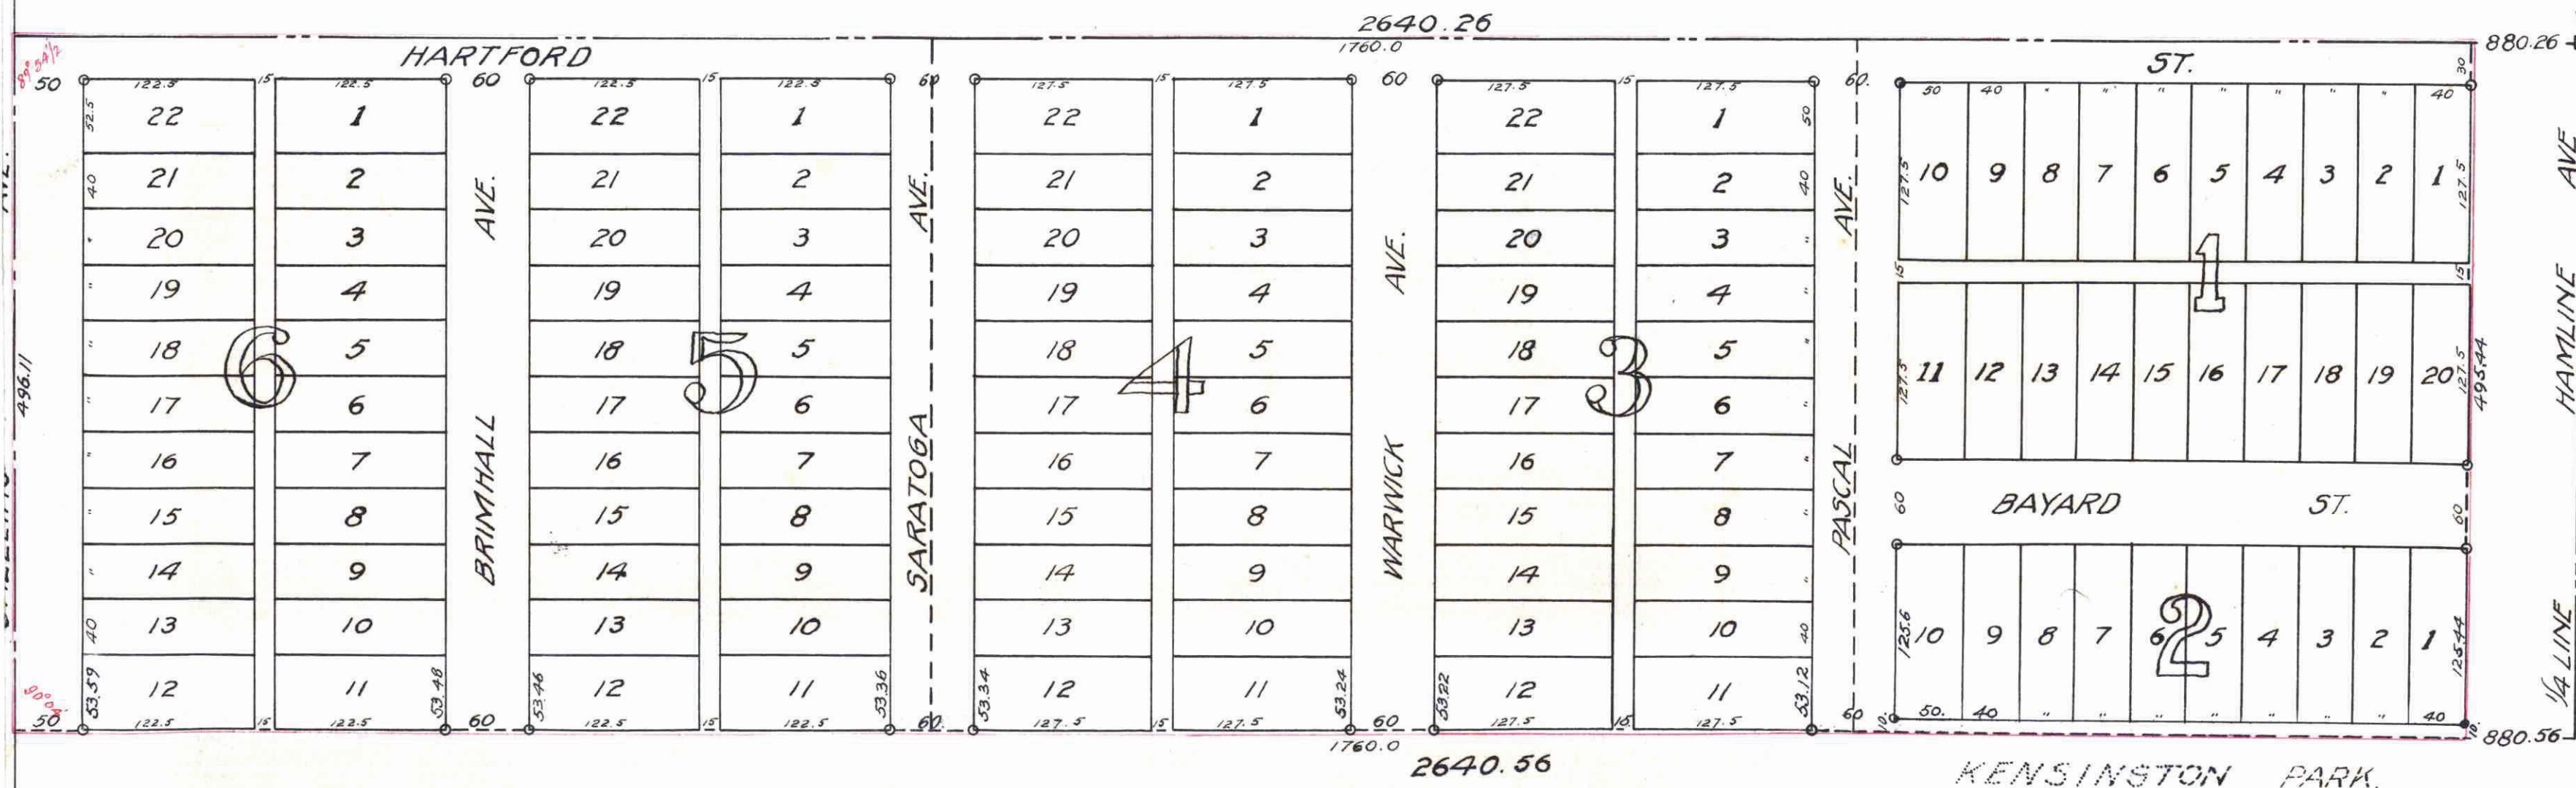 2640.26
1760.0
880.26
HARTFORD ST.
89°54'1/2
50 122.5 15 122.5 60 122.5 15 122.5 60 127.5 15 127.5 60 127.5 15 127.5 60. 50 40 " " " " " " " 40 30
52.5 22 1 22 1 22 1 22 1 50
40 21 2 21 2 21 2 21 2 40
" 20 3 20 3 20 3 20 3 "
" 19 4 19 4 19 4 19 4 "
" 18 5 18 5 18 5 18 5 "
" 17 6 17 6 17 6 17 6 "
" 16 7 16 7 16 7 16 7 "
" 15 8 15 8 15 8 15 8 "
" 14 9 14 9 14 9 14 9 "
40 13 10 13 10 13 10 13 10 40
53.59 12 11 53.48 53.46 12 11 53.36 53.34 12 11 53.24 53.22 12 11 53.12
6 5 4 3
AVE.
496.11
BRIMHALL AVE.
SARATOGA AVE.
WARWICK AVE.
PASCAL AVE.
127.5 10 9 8 7 6 5 4 3 2 1 127.5
15 1 15
127.5 11 12 13 14 15 16 17 18 19 20 127.5
495.44
60 BAYARD ST. 60
125.6 10 9 8 7 6 5 4 3 2 1 125.44
2
10. 50. 40 " " " " " " " 40 10.
HAMLINE AVE
1/4 LINE
90°04'
50 122.5 15 122.5 60 122.5 15 122.5 60. 127.5 15 127.5 60 127.5 15 127.5 60
1760.0
2640.56
880.56
KENSINSTON PARK.